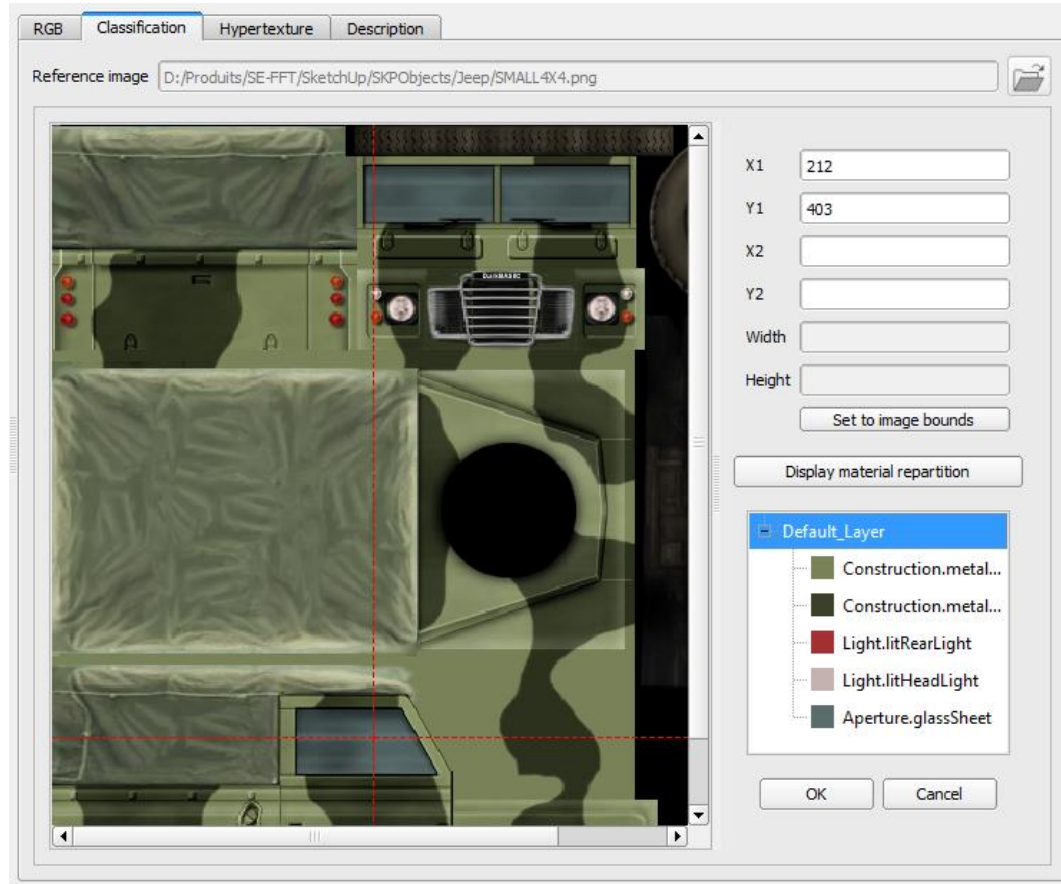 RGB
Classification
Hypertexture
Description
Reference image D:/Produits/SE-FFT/SketchUp/SKPObjects/Jeep/SMALL4X4.png
X1 212
Y1 403
X2
Y2
Width
Height
Set to image bounds
Display material repartition
Default_Layer
Construction.metal...
Construction.metal...
Light.litRearLight
Light.litHeadLight
Aperture.glassSheet
OK
Cancel